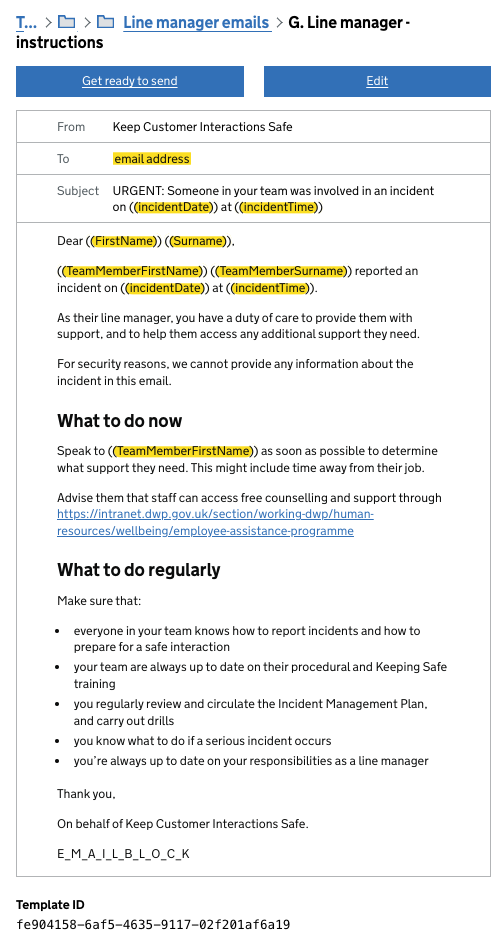 T... > > Line manager emails > G. Line manager -
instructions
Get ready to send
Edit
From Keep Customer Interactions Safe
To email address
Subject URGENT: Someone in your team was involved in an incident
on ((incidentDate)) at ((incidentTime))
Dear ((FirstName)) ((Surname)),
((TeamMemberFirstName)) ((TeamMemberSurname)) reported an
incident on ((incidentDate)) at ((incidentTime)).
As their line manager, you have a duty of care to provide them with
support, and to help them access any additional support they need.
For security reasons, we cannot provide any information about the
incident in this email.
What to do now
Speak to ((TeamMemberFirstName)) as soon as possible to determine
what support they need. This might include time away from their job.
Advise them that staff can access free counselling and support through
https://intranet.dwp.gov.uk/section/working-dwp/human-
resources/wellbeing/employee-assistance-programme
What to do regularly
Make sure that:
• everyone in your team knows how to report incidents and how to
prepare for a safe interaction
• your team are always up to date on their procedural and Keeping Safe
training
• you regularly review and circulate the Incident Management Plan,
and carry out drills
• you know what to do if a serious incident occurs
• you’re always up to date on your responsibilities as a line manager
Thank you,
On behalf of Keep Customer Interactions Safe.
E_M_A_I_L_B_L_O_C_K
Template ID
fe904158-6af5-4635-9117-02f201af6a19